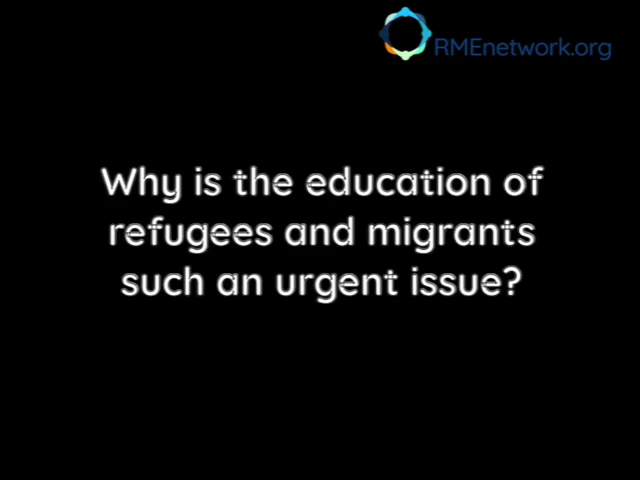 RMEnetwork.org
Why is the education of
refugees and migrants
such an urgent issue?